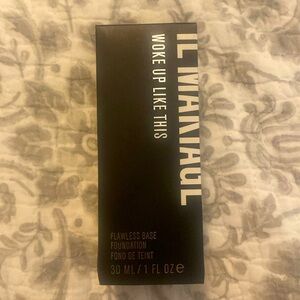 IL MAKIAGE
WOKE UP LIKE THIS
FLAWLESS BASE
FOUNDATION
FOND DE TEINT
30 ML / 1 FL OZ e